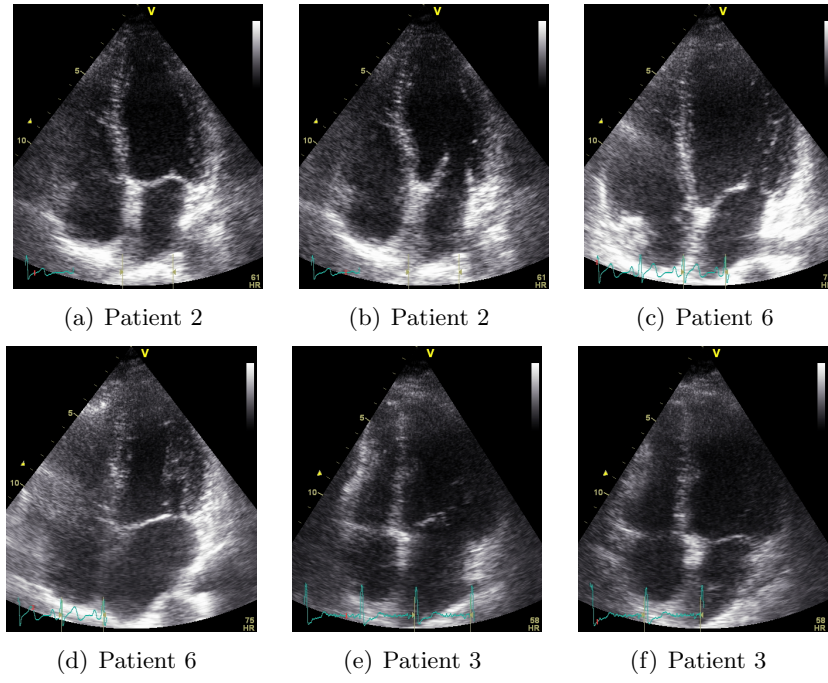 V V V
5 5 5
10 10 10
61 61 7
HR HR HR
(a) Patient 2 (b) Patient 2 (c) Patient 6
V V V
5 5 5
10 10 10
75 58 58
HR HR HR
(d) Patient 6 (e) Patient 3 (f) Patient 3